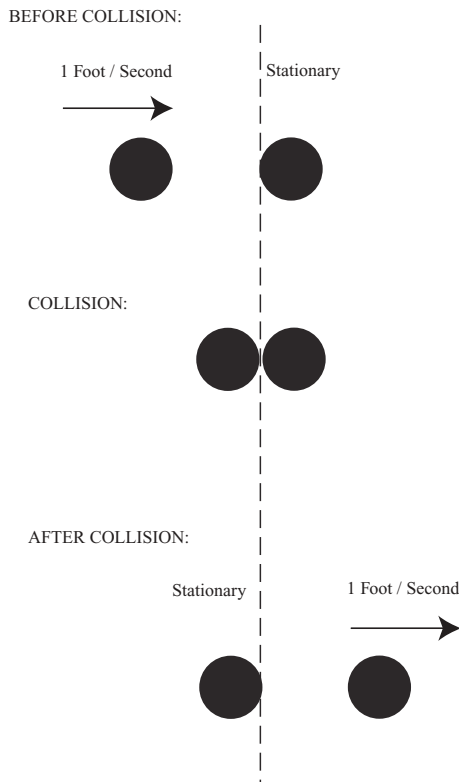 BEFORE COLLISION:
1 Foot / Second
Stationary
COLLISION:
AFTER COLLISION:
Stationary
1 Foot / Second